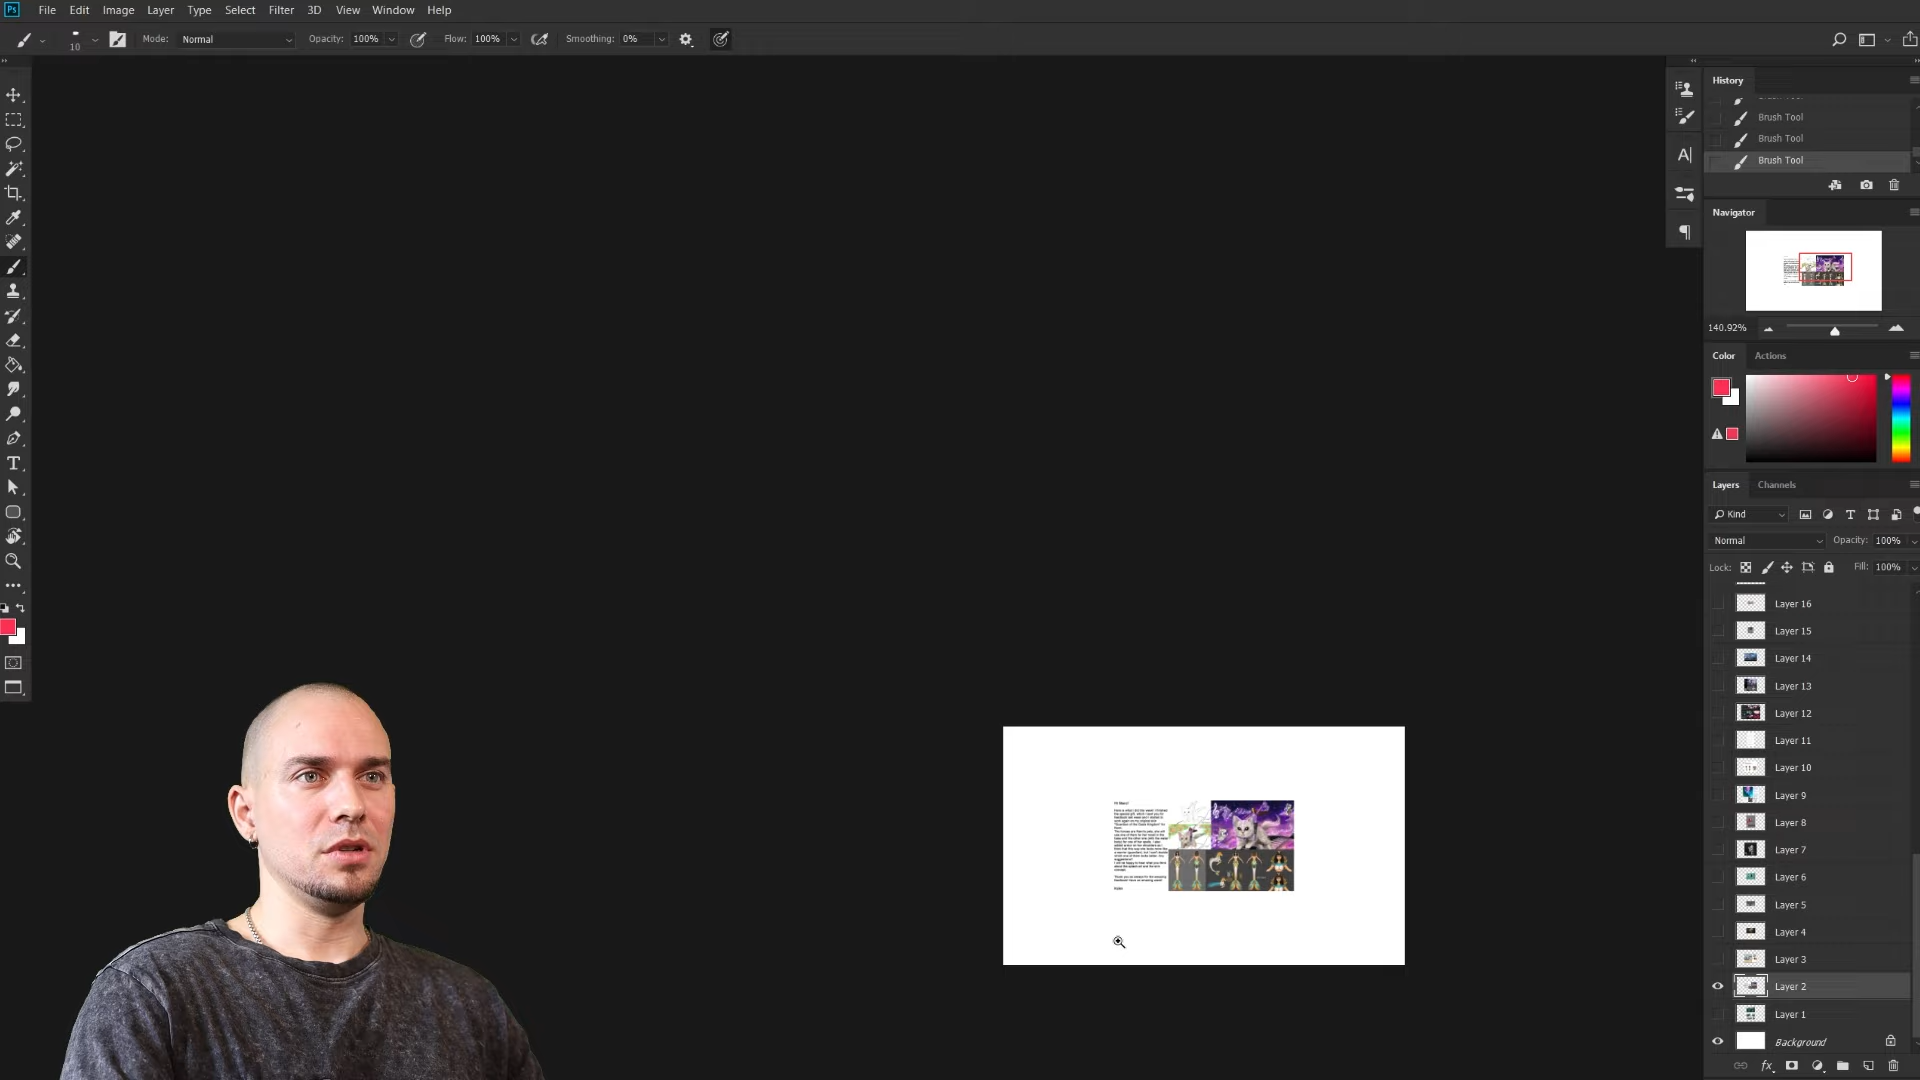 Ps File Edit Image Layer Type Select Filter 3D View Window Help
10 Mode: Normal Opacity: 100% Flow: 100% Smoothing: 0%
History
Brush Tool
Brush Tool
Brush Tool
Navigator
140.92%
Color Actions
Layers Channels
Kind
Normal Opacity: 100%
Lock: Fill: 100%
Layer 16
Layer 15
Layer 14
Layer 13
Layer 12
Layer 11
Layer 10
Layer 9
Layer 8
Layer 7
Layer 6
Layer 5
Layer 4
Layer 3
Layer 2
Layer 1
Background
fx